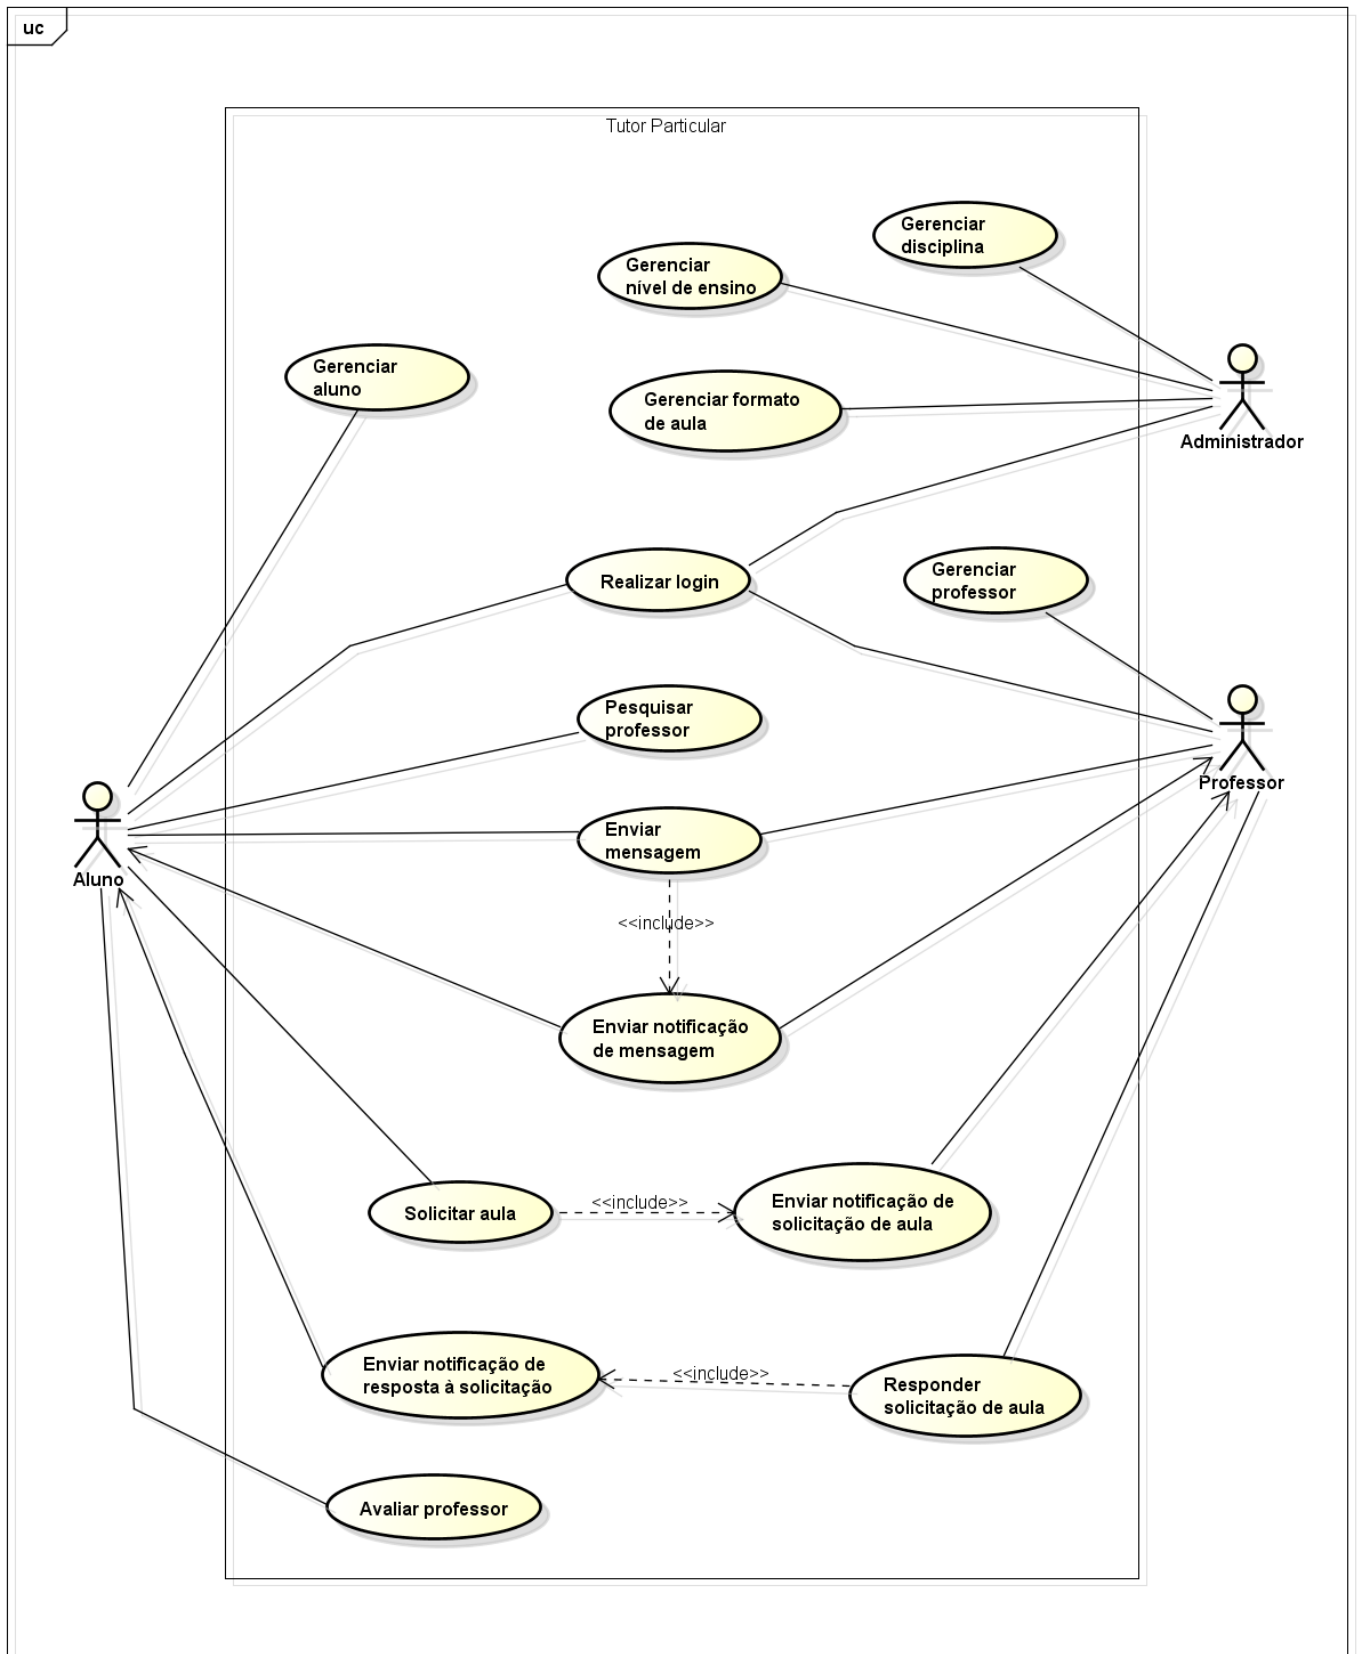 uc
Tutor Particular
Gerenciar
disciplina
Gerenciar
nível de ensino
Gerenciar
aluno
Gerenciar formato
de aula
Administrador
Realizar login
Gerenciar
professor
Pesquisar
professor
Professor
Enviar
mensagem
Aluno
<<include>>
Enviar notificação
de mensagem
Solicitar aula
<<include>>
Enviar notificação de
solicitação de aula
Enviar notificação de
resposta à solicitação
<<include>>
Responder
solicitação de aula
Avaliar professor